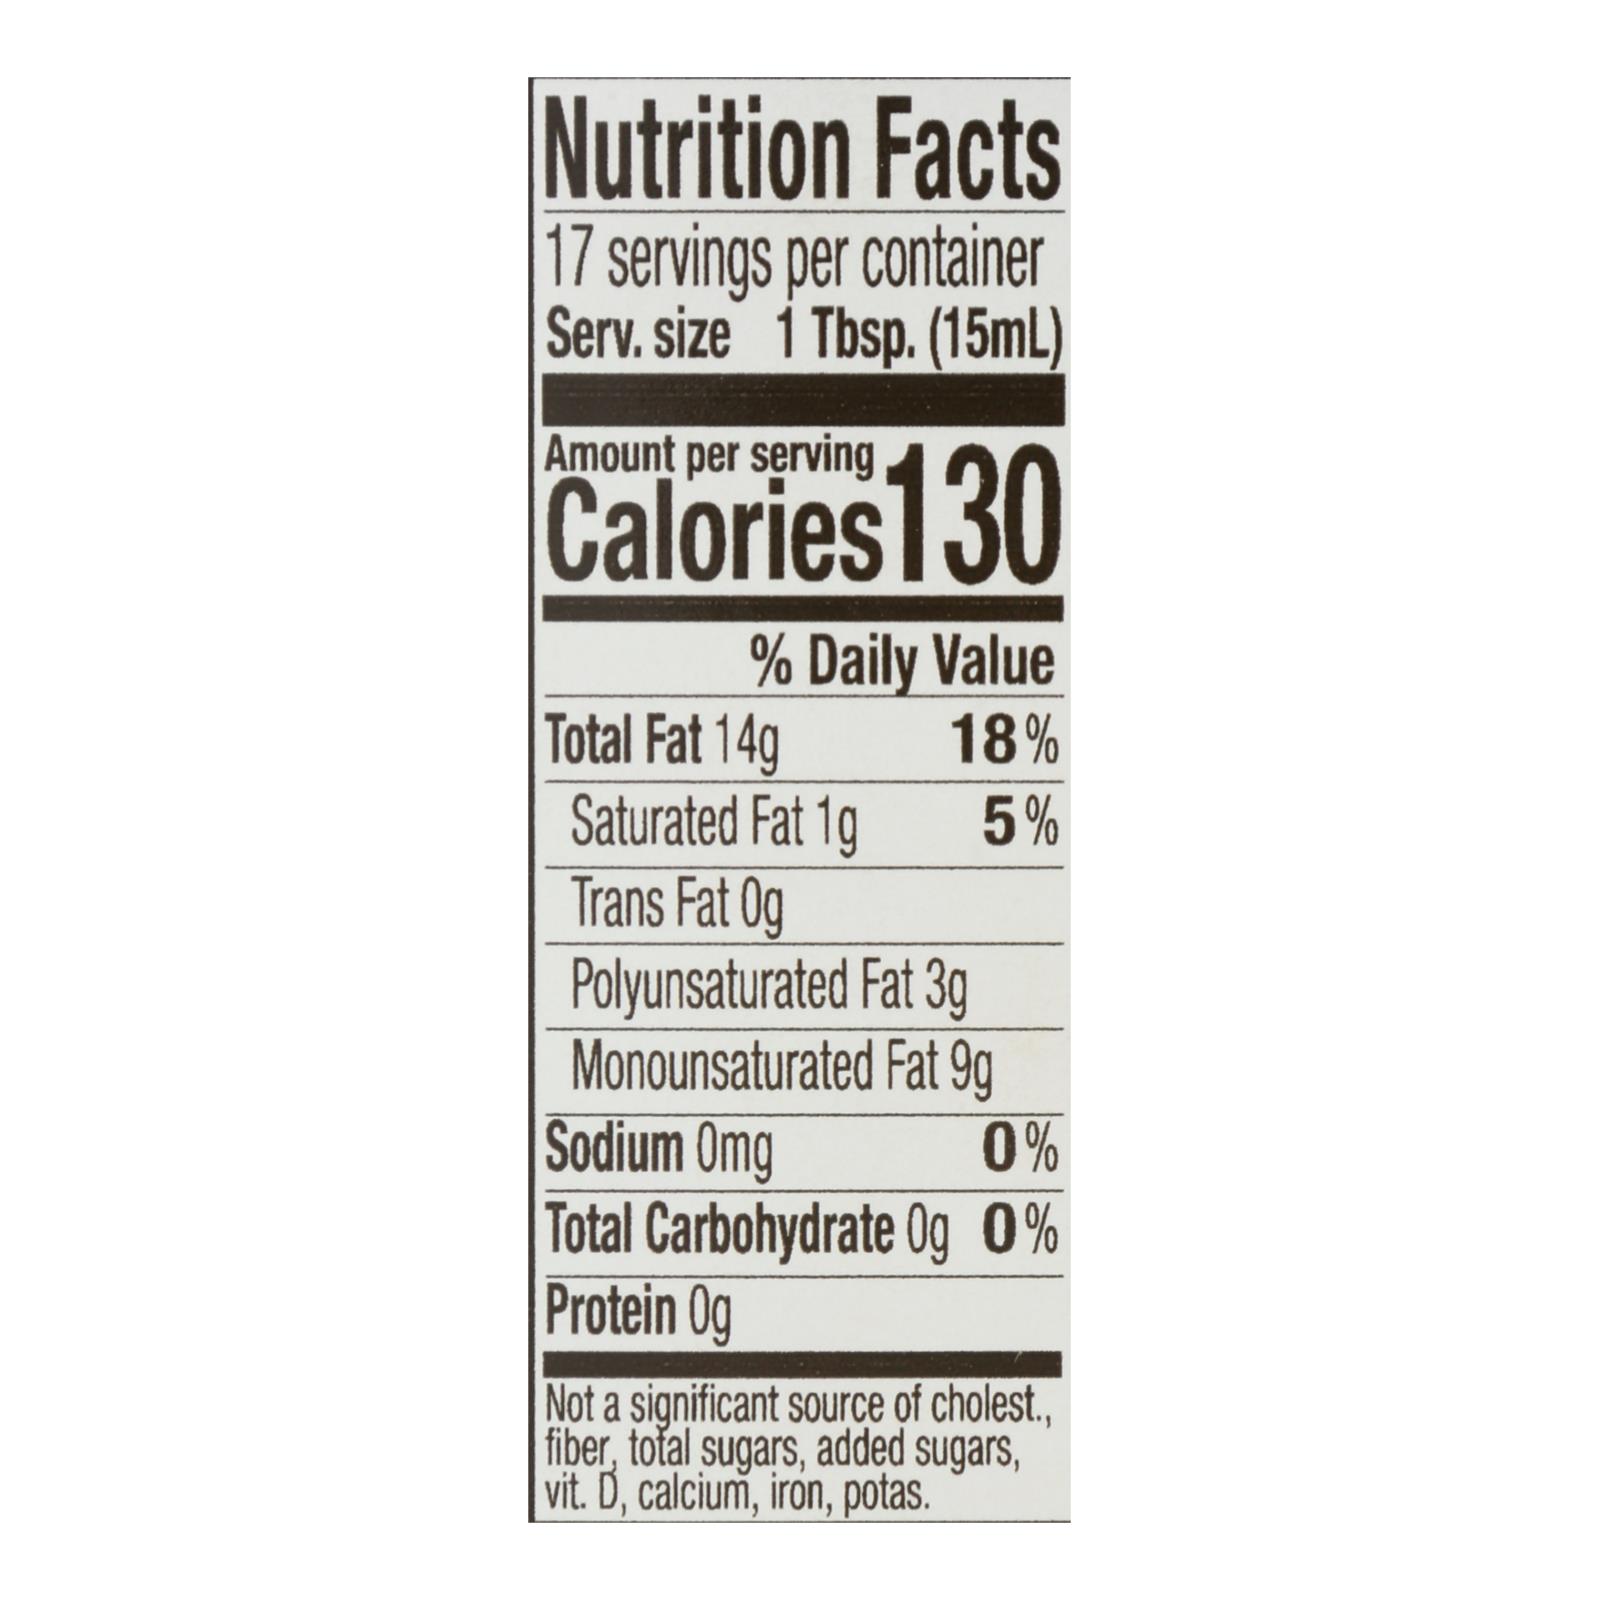 Nutrition Facts
17 servings per container
Serv. size 1 Tbsp. (15mL)
Amount per serving
Calories 130
% Daily Value
Total Fat 14g 18%
Saturated Fat 1g 5%
Trans Fat 0g
Polyunsaturated Fat 3g
Monounsaturated Fat 9g
Sodium 0mg 0%
Total Carbohydrate 0g 0%
Protein 0g
Not a significant source of cholest.,
fiber, total sugars, added sugars,
vit. D, calcium, iron, potas.